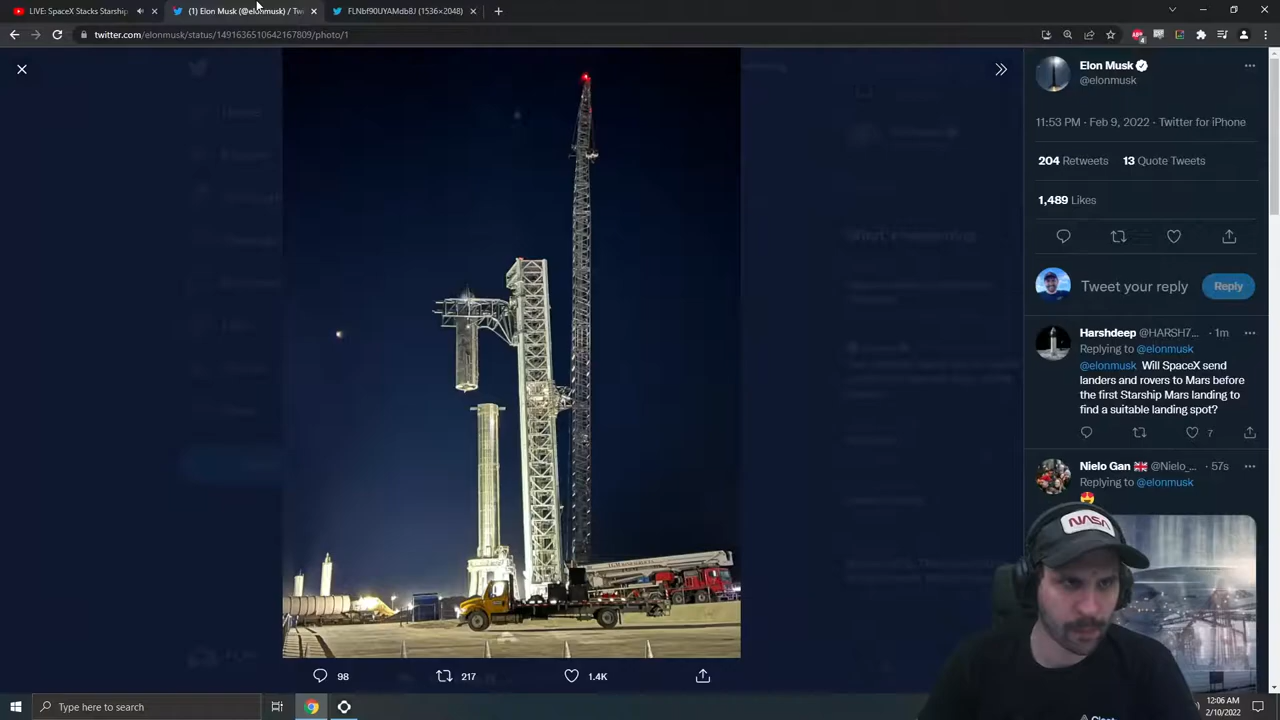 LIVE: SpaceX Stacks Starship
(1) Elon Musk (@elonmusk) / Tw
FLNbf90UYAMdb8J (1536×2048)
twitter.com/elonmusk/status/1491636510642167809/photo/1
Elon Musk
@elonmusk
11:53 PM · Feb 9, 2022 · Twitter for iPhone
204 Retweets 13 Quote Tweets
1,489 Likes
Tweet your reply
Reply
Harshdeep @HARSH7... · 1m
Replying to @elonmusk
@elonmusk Will SpaceX send
landers and rovers to Mars before
the first Starship Mars landing to
find a suitable landing spot?
7
Nielo Gan @Nielo_... · 57s
Replying to @elonmusk
NASA
98
217
1.4K
Type here to search
12:06 AM
2/10/2022